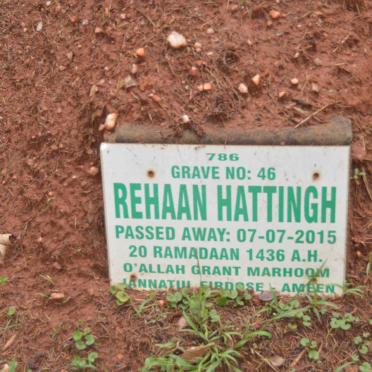 786
GRAVE NO: 46
REHAAN HATTINGH
PASSED AWAY: 07-07-2015
20 RAMADAAN 1436 A.H.
O'ALLAH GRANT MARHOOM
JANNATUL FIRDOSE - AMEEN